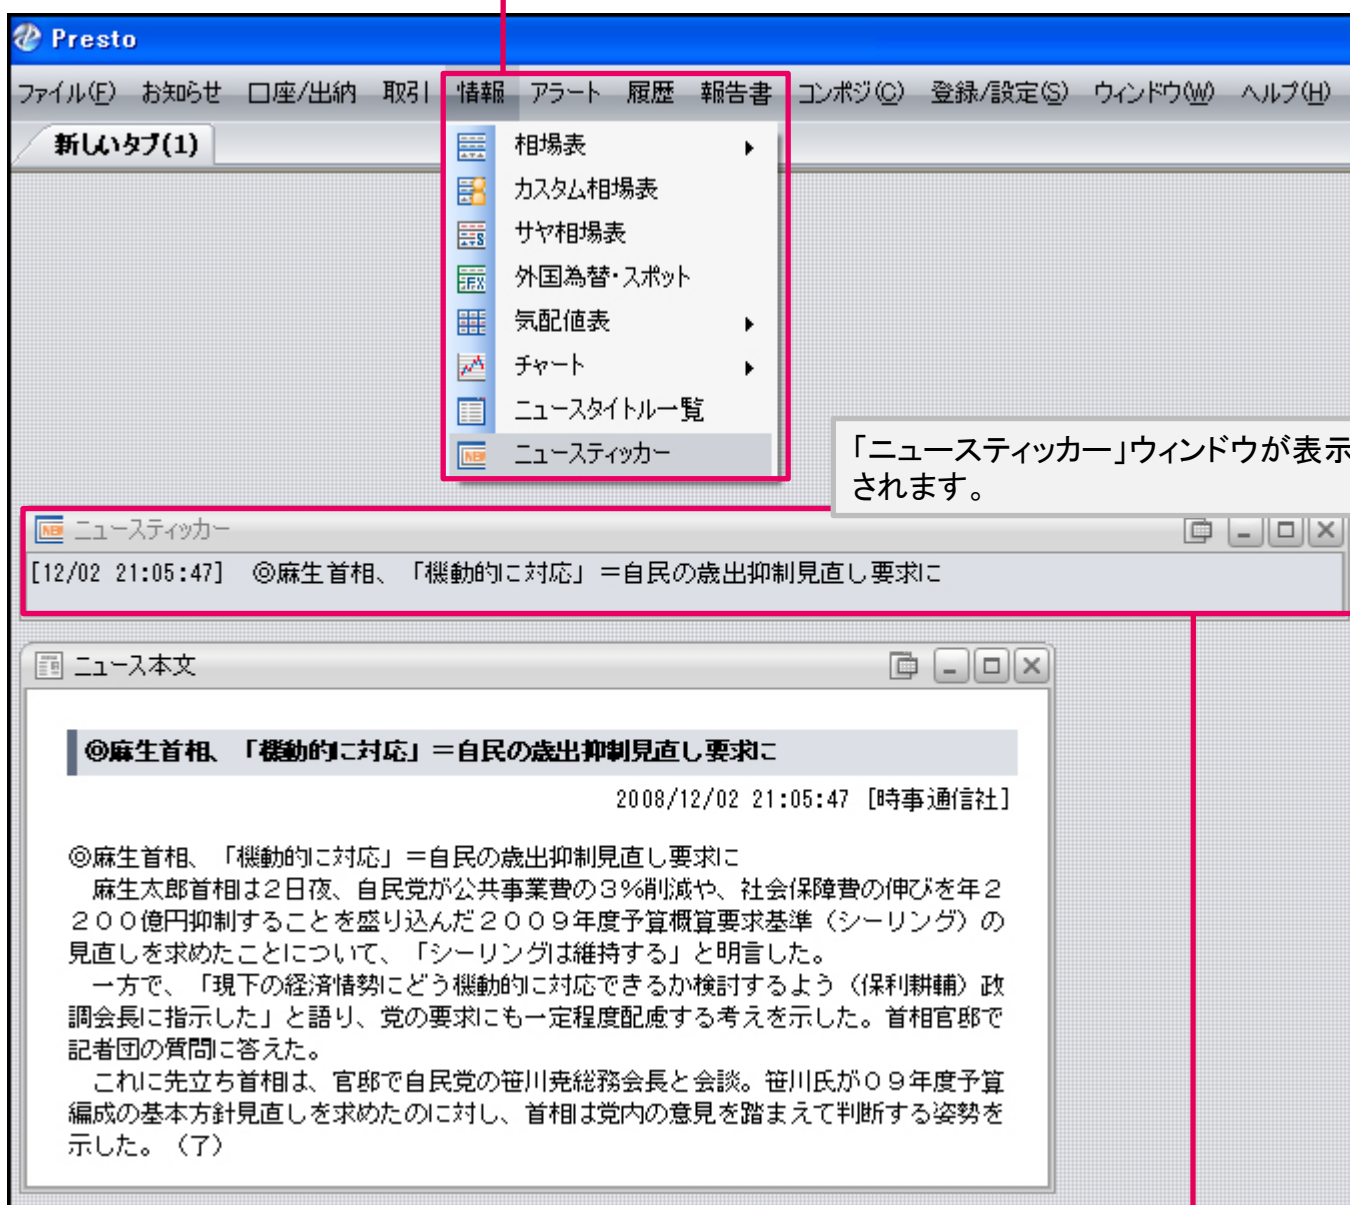 Presto
ファイル(F) お知らせ 口座/出納 取引 情報 アラート 履歴 報告書 コンポジ(C) 登録/設定(S) ウィンドウ(W) ヘルプ(H)
新しいタブ(1)
相場表
カスタム相場表
サヤ相場表
外国為替・スポット
気配値表
チャート
ニュースタイトル一覧
ニュースティッカー
「ニュースティッカー」ウィンドウが表示
されます。
ニュースティッカー
[12/02 21:05:47] ◎麻生首相、「機動的に対応」＝自民の歳出抑制見直し要求に
ニュース本文
◎麻生首相、「機動的に対応」＝自民の歳出抑制見直し要求に
2008/12/02 21:05:47 [時事通信社]
◎麻生首相、「機動的に対応」＝自民の歳出抑制見直し要求に
　麻生太郎首相は２日夜、自民党が公共事業費の３％削減や、社会保障費の伸びを年２
２００億円抑制することを盛り込んだ２００９年度予算概算要求基準（シーリング）の
見直しを求めたことについて、「シーリングは維持する」と明言した。
　一方で、「現下の経済情勢にどう機動的に対応できるか検討するよう（保利耕輔）政
調会長に指示した」と語り、党の要求にも一定程度配慮する考えを示した。首相官邸で
記者団の質問に答えた。
　これに先立ち首相は、官邸で自民党の笹川尭総務会長と会談。笹川氏が０９年度予算
編成の基本方針見直しを求めたのに対し、首相は党内の意見を踏まえて判断する姿勢を
示した。（了）